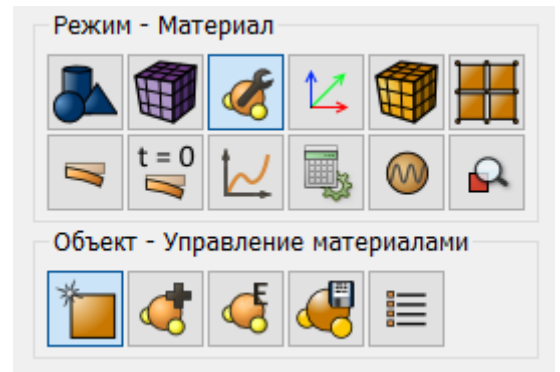 Режим - Материал
t = 0
Объект - Управление материалами
E